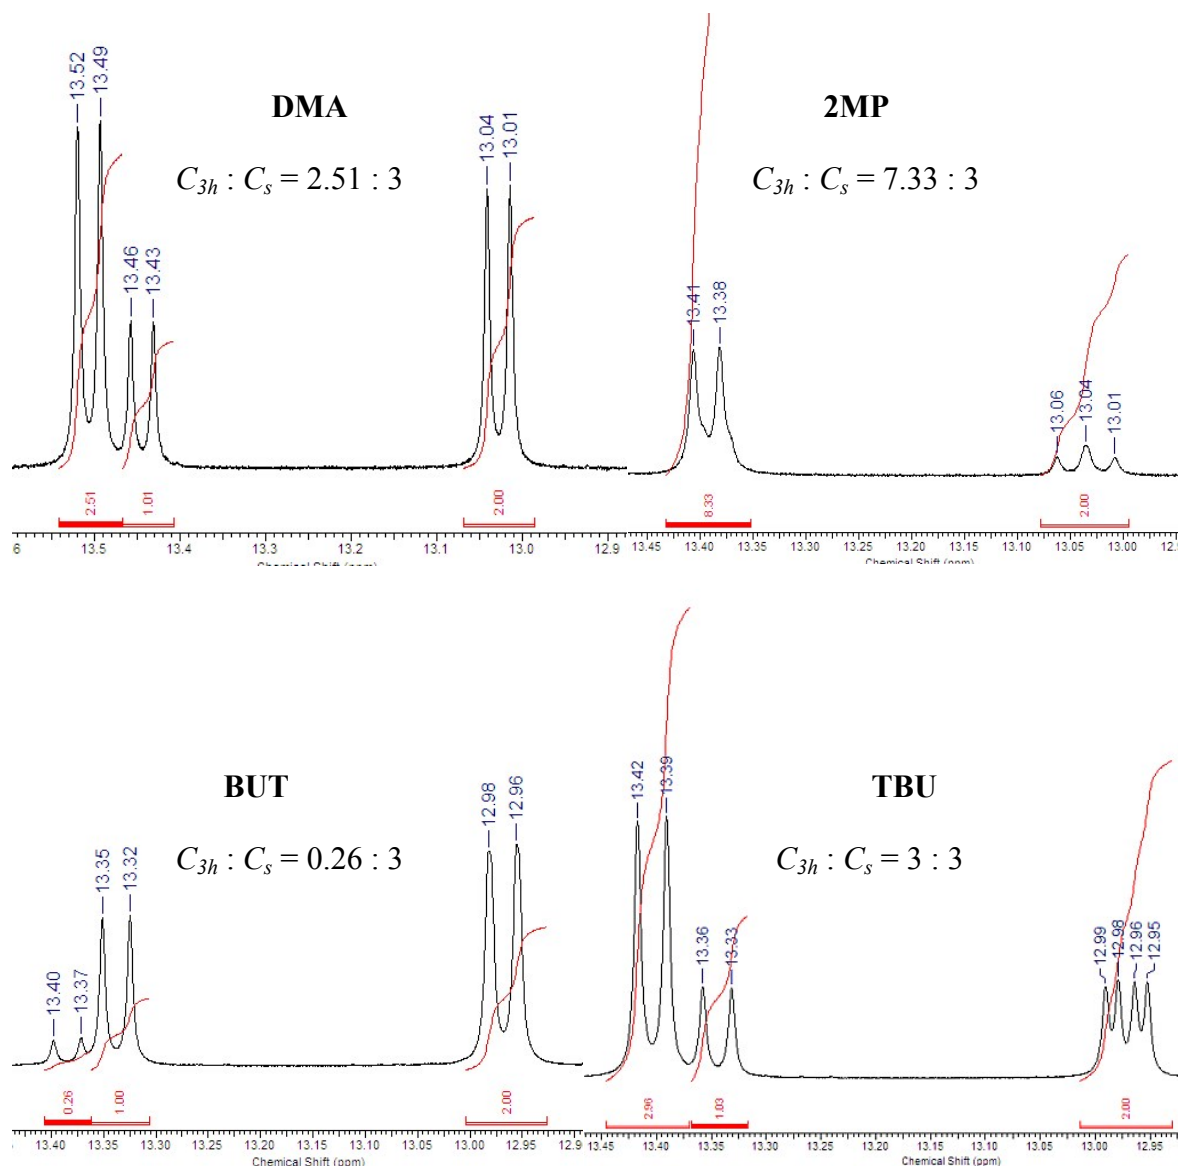 DMA
C3h : Cs = 2.51 : 3
13.52
13.49
13.46
13.43
13.04
13.01
2.51
1.01
2.00
6 13.5 13.4 13.3 13.2 13.1 13.0 12.9
2MP
C3h : Cs = 7.33 : 3
13.41
13.38
13.06
13.04
13.01
8.33
2.00
13.45 13.40 13.35 13.30 13.25 13.20 13.15 13.10 13.05 13.00 12.9
Chemical Shift (ppm)
Chemical Shift (ppm)
BUT
C3h : Cs = 0.26 : 3
13.40
13.37
13.35
13.32
12.98
12.96
0.26
1.00
2.00
13.40 13.35 13.30 13.25 13.20 13.15 13.10 13.05 13.00 12.95 12.9
Chemical Shift (ppm)
TBU
C3h : Cs = 3 : 3
13.42
13.39
13.36
13.33
12.99
12.98
12.96
12.95
2.96
1.03
2.00
13.45 13.40 13.35 13.30 13.25 13.20 13.15 13.10 13.05 13.00 12.95
Chemical Shift (ppm)